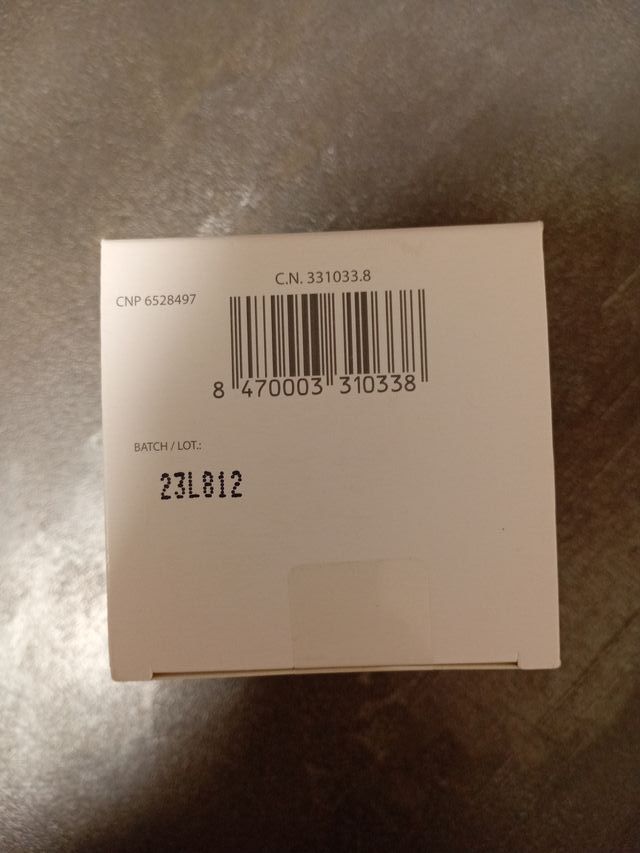 C.N. 331033.8
CNP 6528497
8 470003 310338
BATCH / LOT.:
23L812